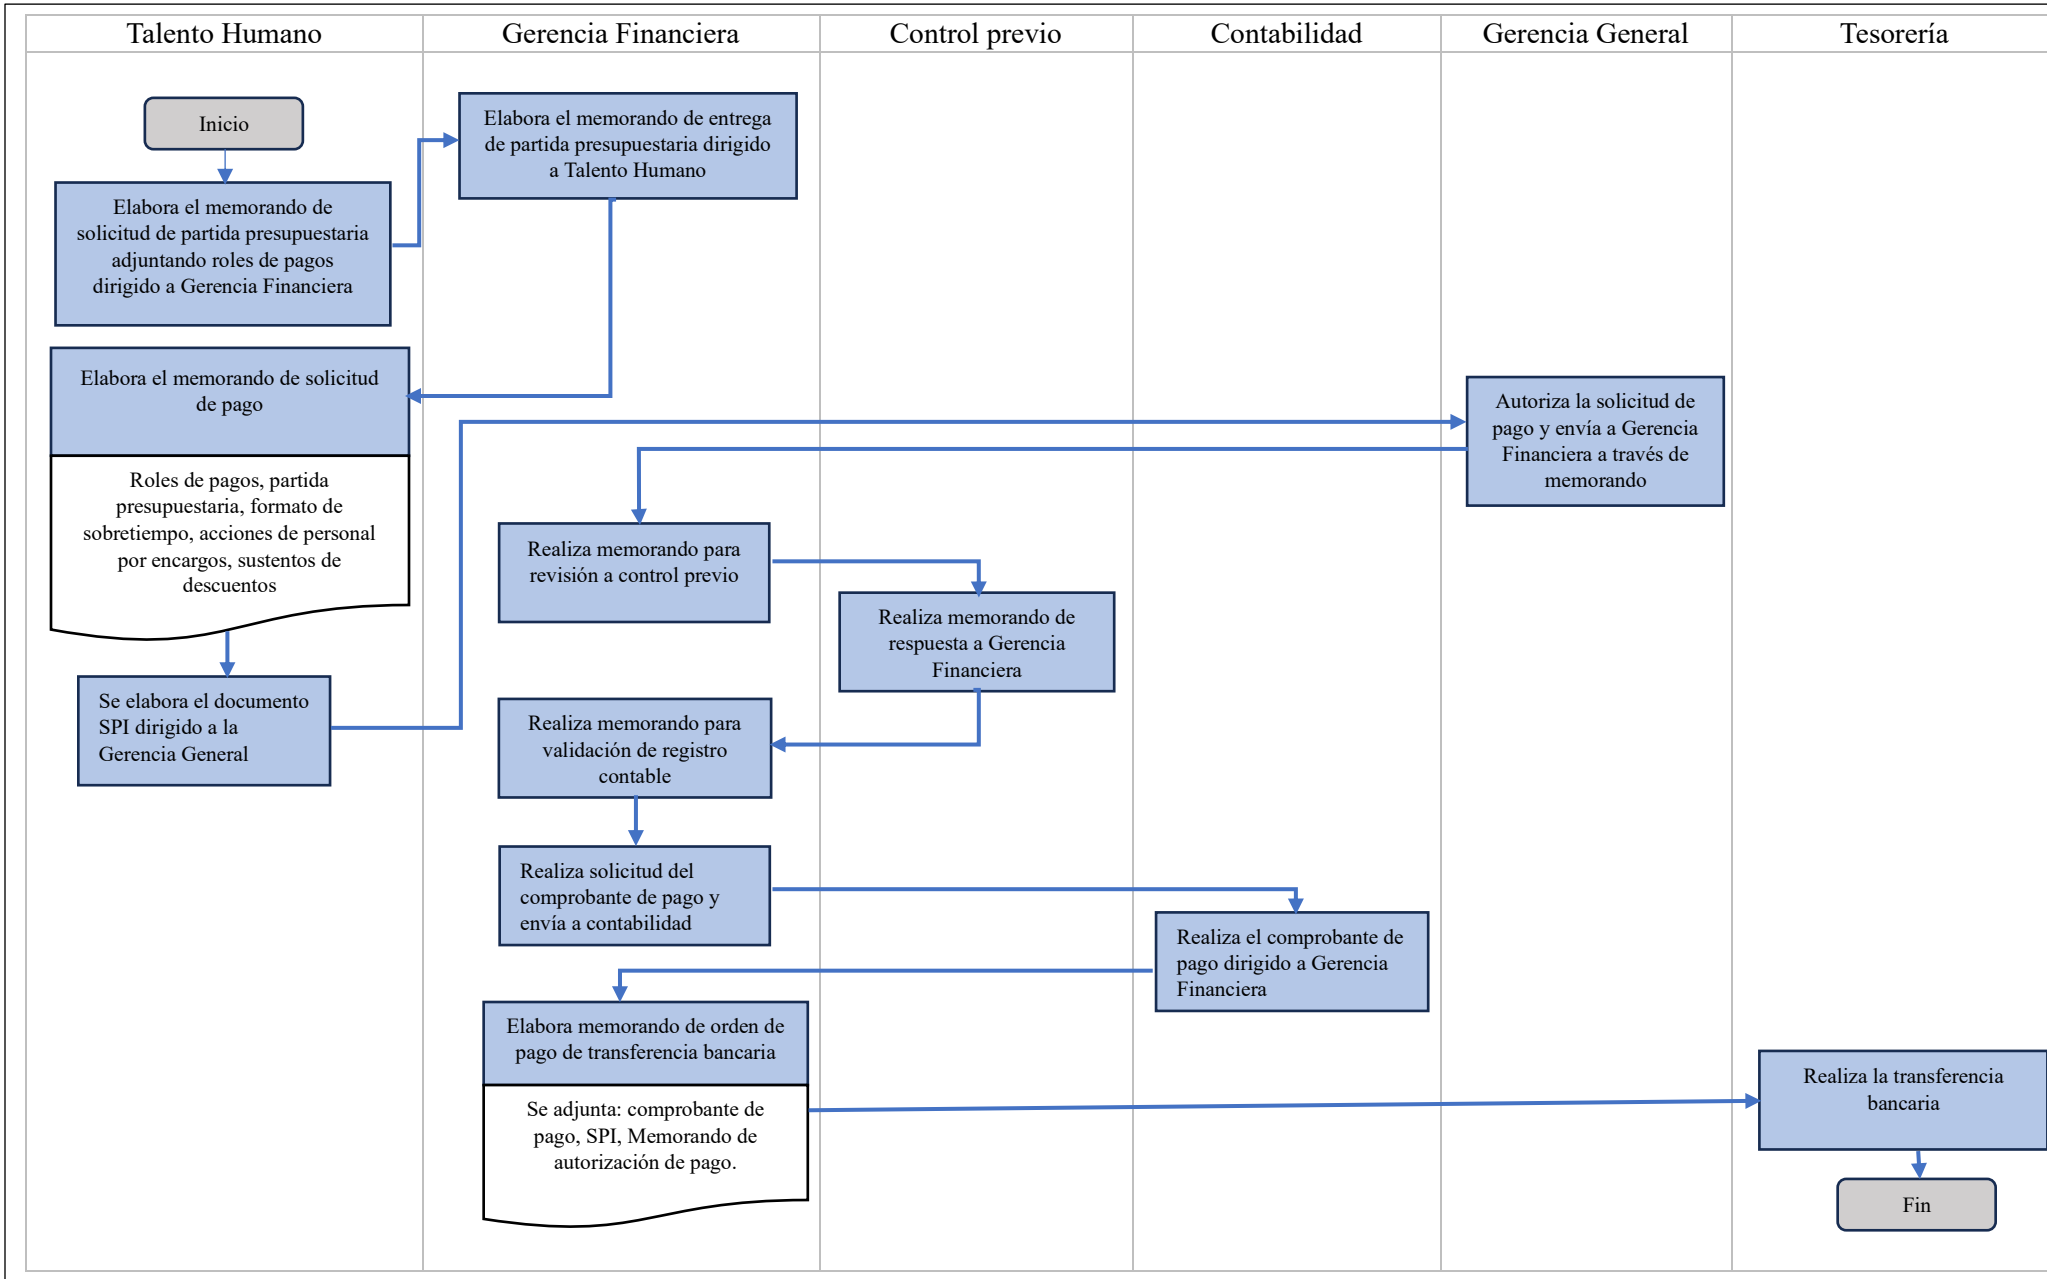 Talento Humano
Gerencia Financiera
Control previo
Contabilidad
Gerencia General
Tesorería
Inicio
Elabora el memorando de
solicitud de partida presupuestaria
adjuntando roles de pagos
dirigido a Gerencia Financiera
Elabora el memorando de entrega
de partida presupuestaria dirigido
a Talento Humano
Elabora el memorando de solicitud
de pago
Roles de pagos, partida
presupuestaria, formato de
sobretiempo, acciones de personal
por encargos, sustentos de
descuentos
Se elabora el documento
SPI dirigido a la
Gerencia General
Autoriza la solicitud de
pago y envía a Gerencia
Financiera a través de
memorando
Realiza memorando para
revisión a control previo
Realiza memorando de
respuesta a Gerencia
Financiera
Realiza memorando para
validación de registro
contable
Realiza solicitud del
comprobante de pago y
envía a contabilidad
Realiza el comprobante de
pago dirigido a Gerencia
Financiera
Elabora memorando de orden de
pago de transferencia bancaria
Se adjunta: comprobante de
pago, SPI, Memorando de
autorización de pago.
Realiza la transferencia
bancaria
Fin